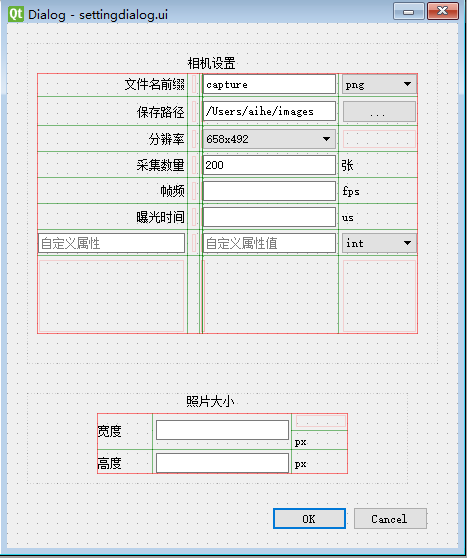 Qt Dialog - settingdialog.ui
相机设置
文件名前缀 capture png
保存路径 /Users/aihe/images ...
分辨率 658x492
采集数量 200 张
帧频 fps
曝光时间 us
自定义属性 自定义属性值 int
照片大小
宽度
px
高度 px
OK Cancel